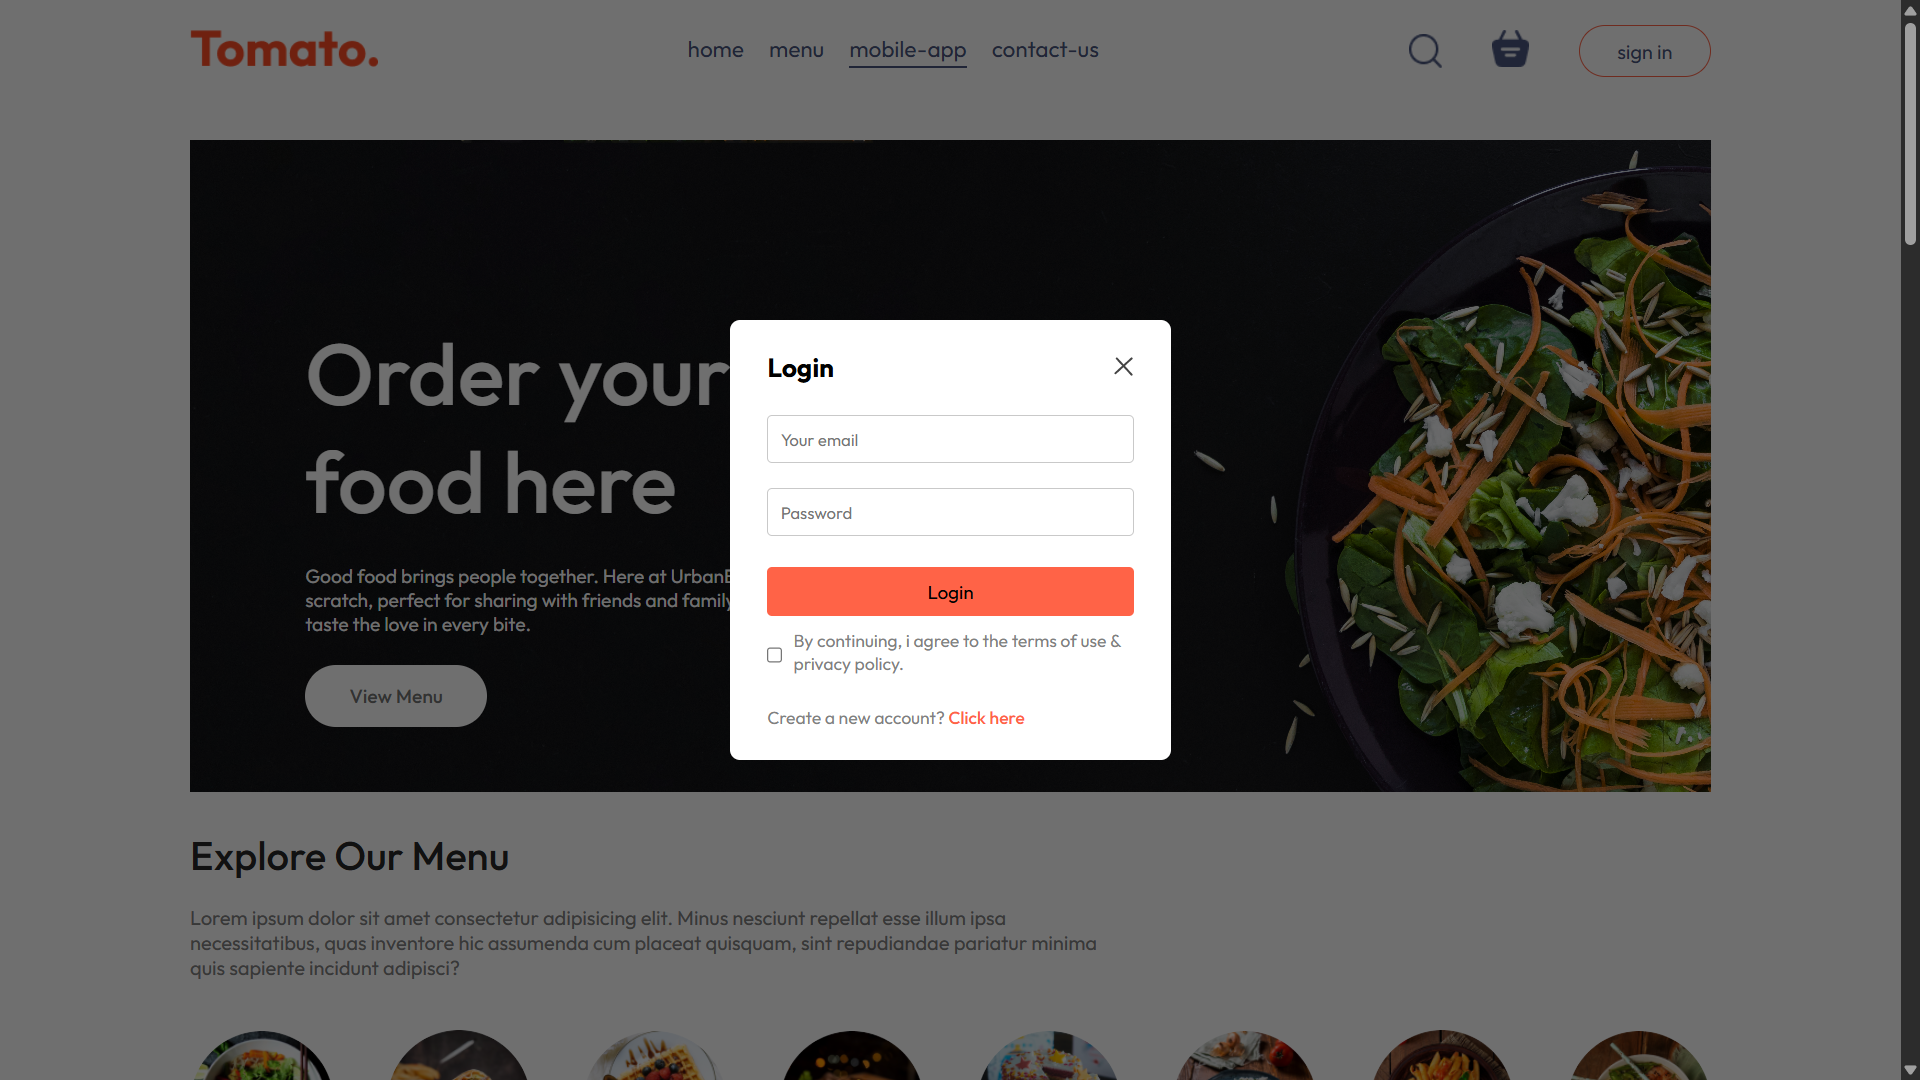 Tomato.
home menu mobile-app contact-us
sign in
Order your
food here
Good food brings people together. Here at Urban
scratch, perfect for sharing with friends and family
taste the love in every bite.
View Menu
Login
Your email
Password
Login
By continuing, i agree to the terms of use &
privacy policy.
Create a new account? Click here
Explore Our Menu
Lorem ipsum dolor sit amet consectetur adipisicing elit. Minus nesciunt repellat esse illum ipsa
necessitatibus, quas inventore hic assumenda cum placeat quisquam, sint repudiandae pariatur minima
quis sapiente incidunt adipisci?